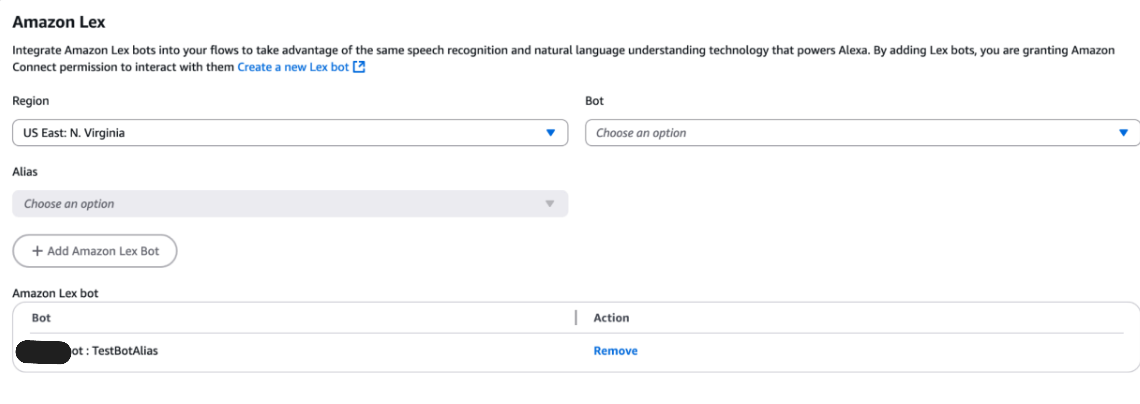 Amazon Lex
Integrate Amazon Lex bots into your flows to take advantage of the same speech recognition and natural language understanding technology that powers Alexa. By adding Lex bots, you are granting Amazon
Connect permission to interact with them Create a new Lex bot
Region
Bot
US East: N. Virginia
Choose an option
Alias
Choose an option
+ Add Amazon Lex Bot
Amazon Lex bot
Bot
Action
ot : TestBotAlias
Remove